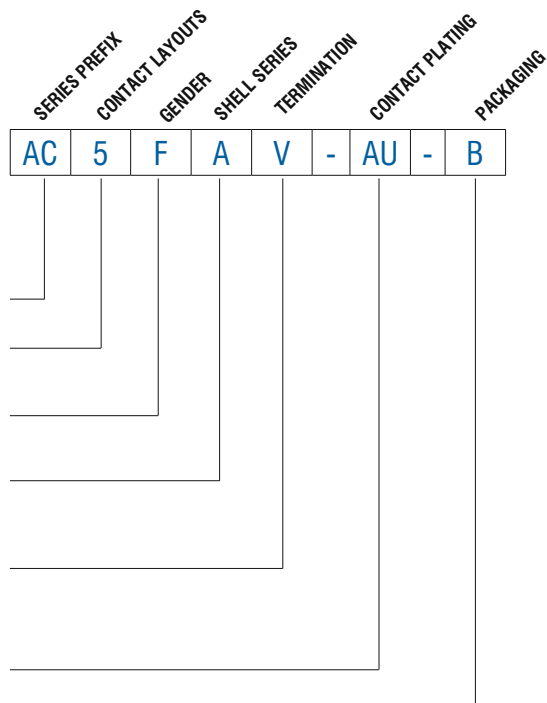 SERIES PREFIX
CONTACT LAYOUTS
GENDER
SHELL SERIES
TERMINATION
CONTACT PLATING
PACKAGING
AC 5 F A V - AU - B